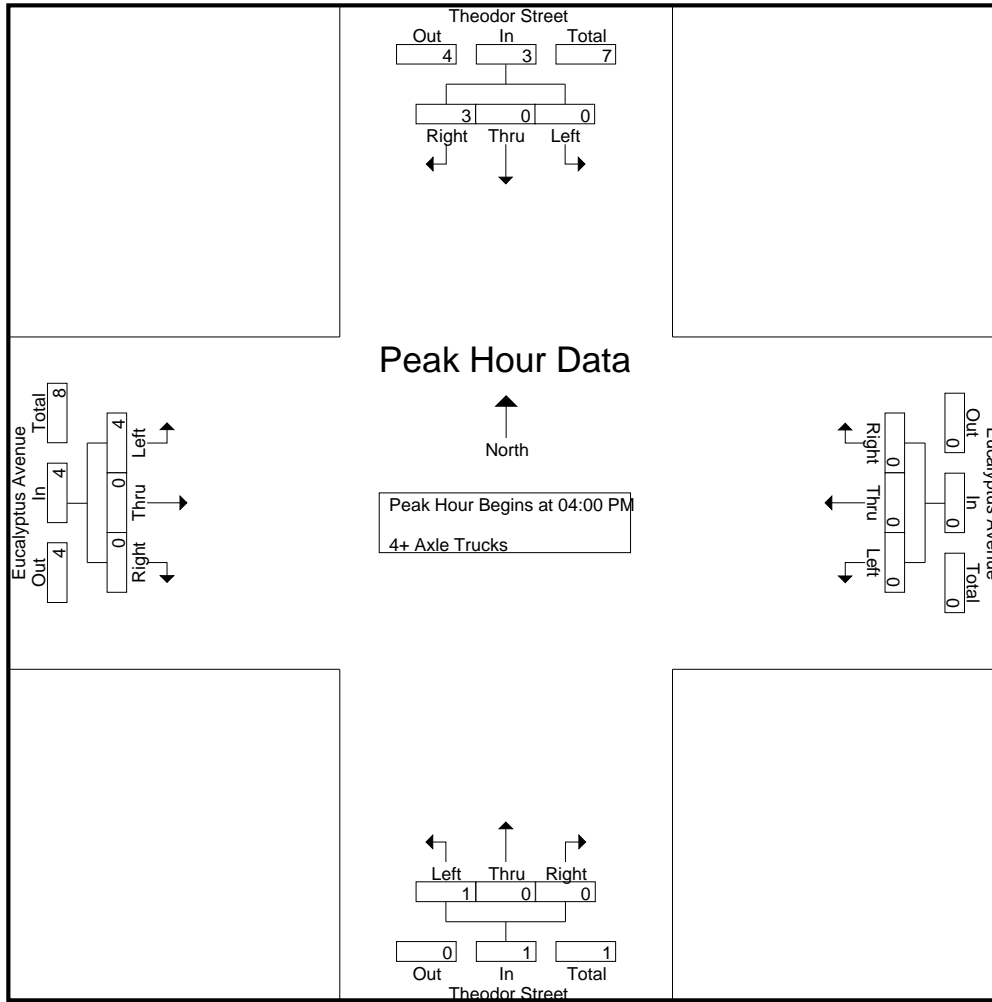 Theodor Street
Out In Total
4 3 7
3 0 0
Right Thru Left
Peak Hour Data
North
Peak Hour Begins at 04:00 PM
4+ Axle Trucks
Eucalyptus Avenue
Total In Out
8 4 4
4 0 0
Left Thru Right
Eucalyptus Avenue
Out In Total
0 0 0
0 0 0
Right Thru Left
Left Thru Right
1 0 0
0 1 1
Out In Total
Theodor Street